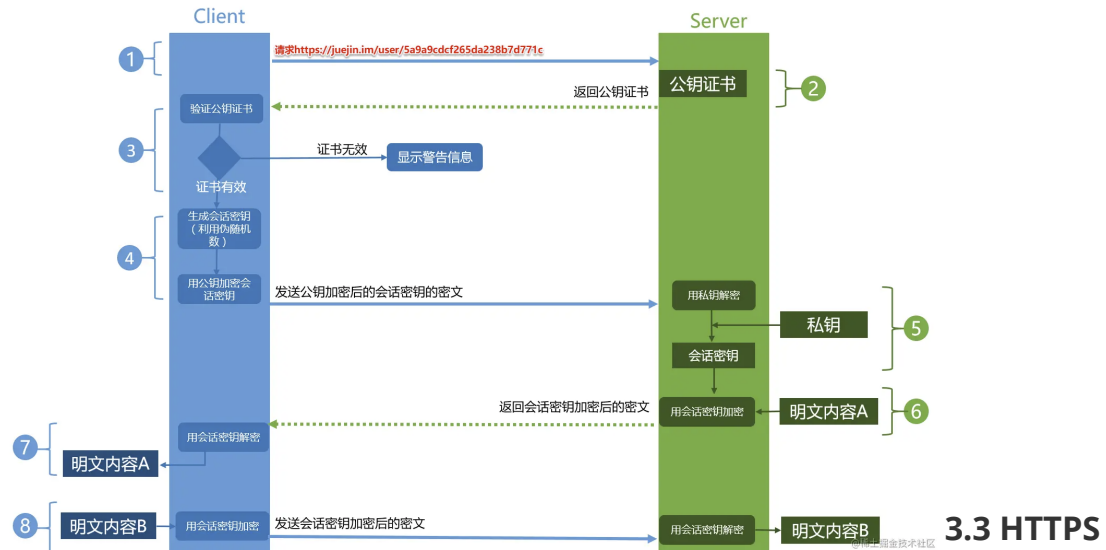 Client
Server
1
请求https://juejin.im/user/5a9a9cdcf265da238b7d771c
公钥证书
2
返回公钥证书
验证公钥证书
3
证书无效
显示警告信息
证书有效
生成会话密钥
（利用伪随机
数）
4
用公钥加密会
话密钥
发送公钥加密后的会话密钥的密文
用私钥解密
私钥
5
会话密钥
返回会话密钥加密后的密文
用会话密钥加密
明文内容A
6
用会话密钥解密
7
明文内容A
8
明文内容B
用会话密钥加密
发送会话密钥加密后的密文
用会话密钥解密
明文内容B
3.3 HTTPS
@稀土掘金技术社区